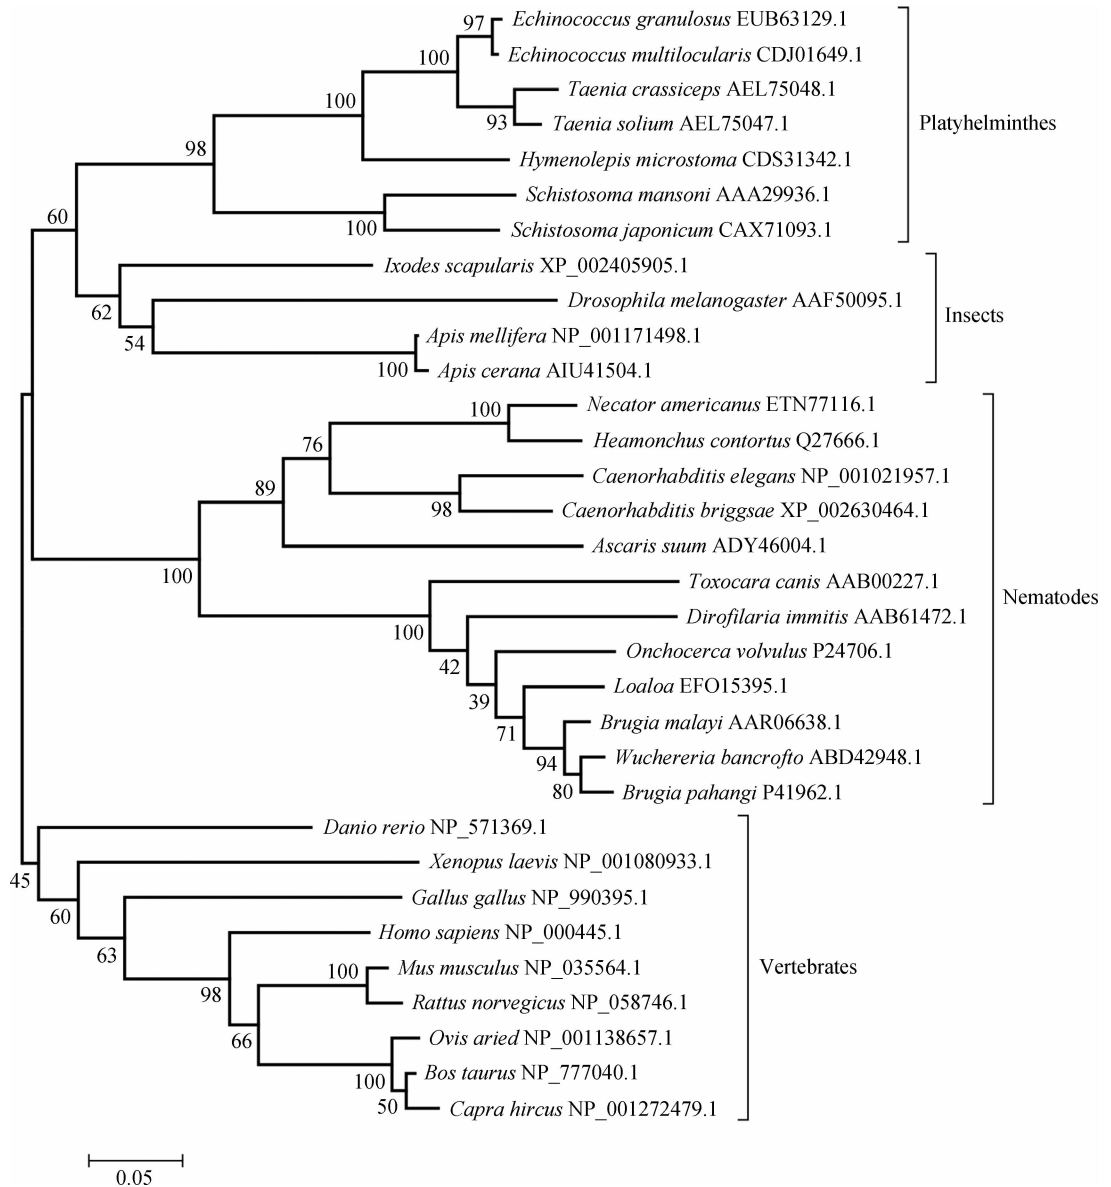 97
Echinococcus granulosus EUB63129.1
Echinococcus multilocularis CDJ01649.1
100
Taenia crassiceps AEL75048.1
93
Taenia solium AEL75047.1
100
Platyhelminthes
98
Hymenolepis microstoma CDS31342.1
Schistosoma mansoni AAA29936.1
100
Schistosoma japonicum CAX71093.1
60
Ixodes scapularis XP_002405905.1
62
Drosophila melanogaster AAF50095.1
Insects
54
Apis mellifera NP_001171498.1
100
Apis cerana AIU41504.1
100
Necator americanus ETN77116.1
Heamonchus contortus Q27666.1
76
Caenorhabditis elegans NP_001021957.1
89
98
Caenorhabditis briggsae XP_002630464.1
Ascaris suum ADY46004.1
100
Toxocara canis AAB00227.1
Nematodes
100
Dirofilaria immitis AAB61472.1
42
Onchocerca volvulus P24706.1
39
Loaloa EFO15395.1
71
Brugia malayi AAR06638.1
94
Wuchereria bancrofto ABD42948.1
80
Brugia pahangi P41962.1
Danio rerio NP_571369.1
45
Xenopus laevis NP_001080933.1
60
Gallus gallus NP_990395.1
63
Homo sapiens NP_000445.1
Vertebrates
98
100
Mus musculus NP_035564.1
Rattus norvegicus NP_058746.1
66
Ovis aried NP_001138657.1
100
Bos taurus NP_777040.1
50
Capra hircus NP_001272479.1
0.05